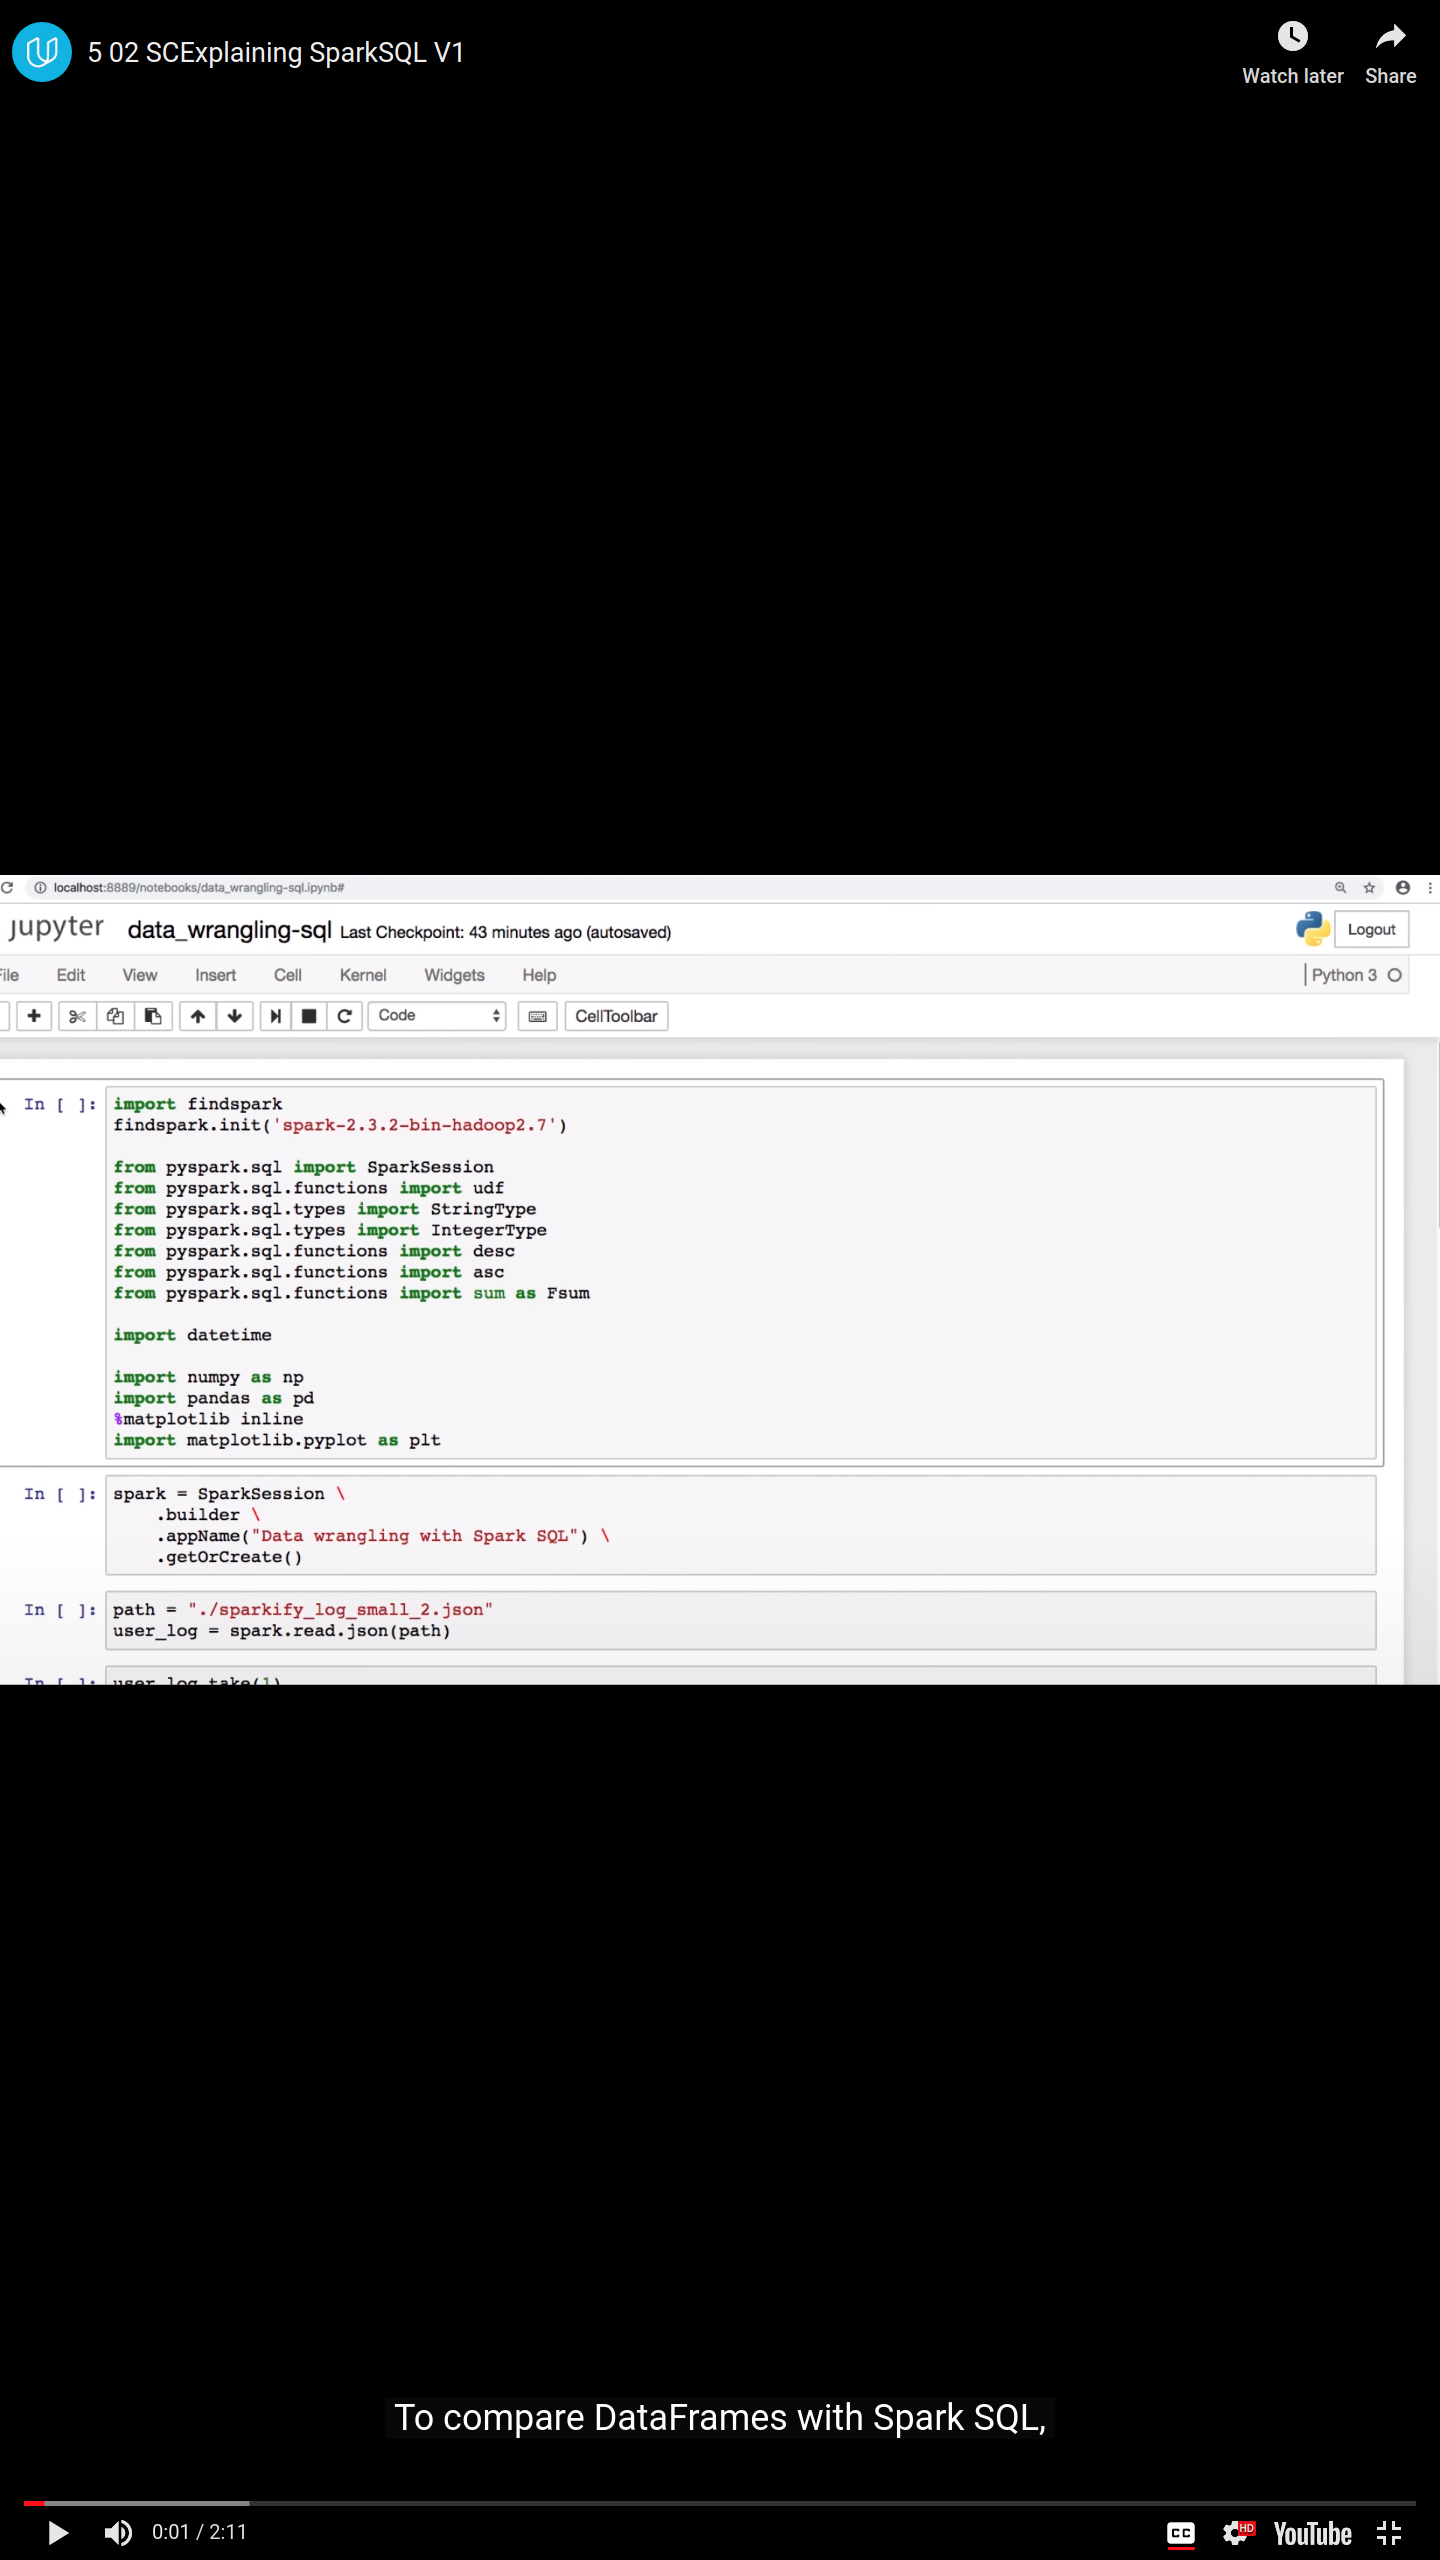 5 02 SCExplaining SparkSQL V1
Watch later
Share
localhost:8889/notebooks/data_wrangling-sql.ipynb#
jupyter data_wrangling-sql Last Checkpoint: 43 minutes ago (autosaved)
Logout
File Edit View Insert Cell Kernel Widgets Help
Python 3
Code
CellToolbar
In [ ]: import findspark
findspark.init('spark-2.3.2-bin-hadoop2.7')
from pyspark.sql import SparkSession
from pyspark.sql.functions import udf
from pyspark.sql.types import StringType
from pyspark.sql.types import IntegerType
from pyspark.sql.functions import desc
from pyspark.sql.functions import asc
from pyspark.sql.functions import sum as Fsum
import datetime
import numpy as np
import pandas as pd
%matplotlib inline
import matplotlib.pyplot as plt
In [ ]: spark = SparkSession \
.builder \
.appName("Data wrangling with Spark SQL") \
.getOrCreate()
In [ ]: path = "./sparkify_log_small_2.json"
user_log = spark.read.json(path)
In [ ]: user_log.take(1)
To compare DataFrames with Spark SQL,
0:01 / 2:11
CC
HD
YouTube